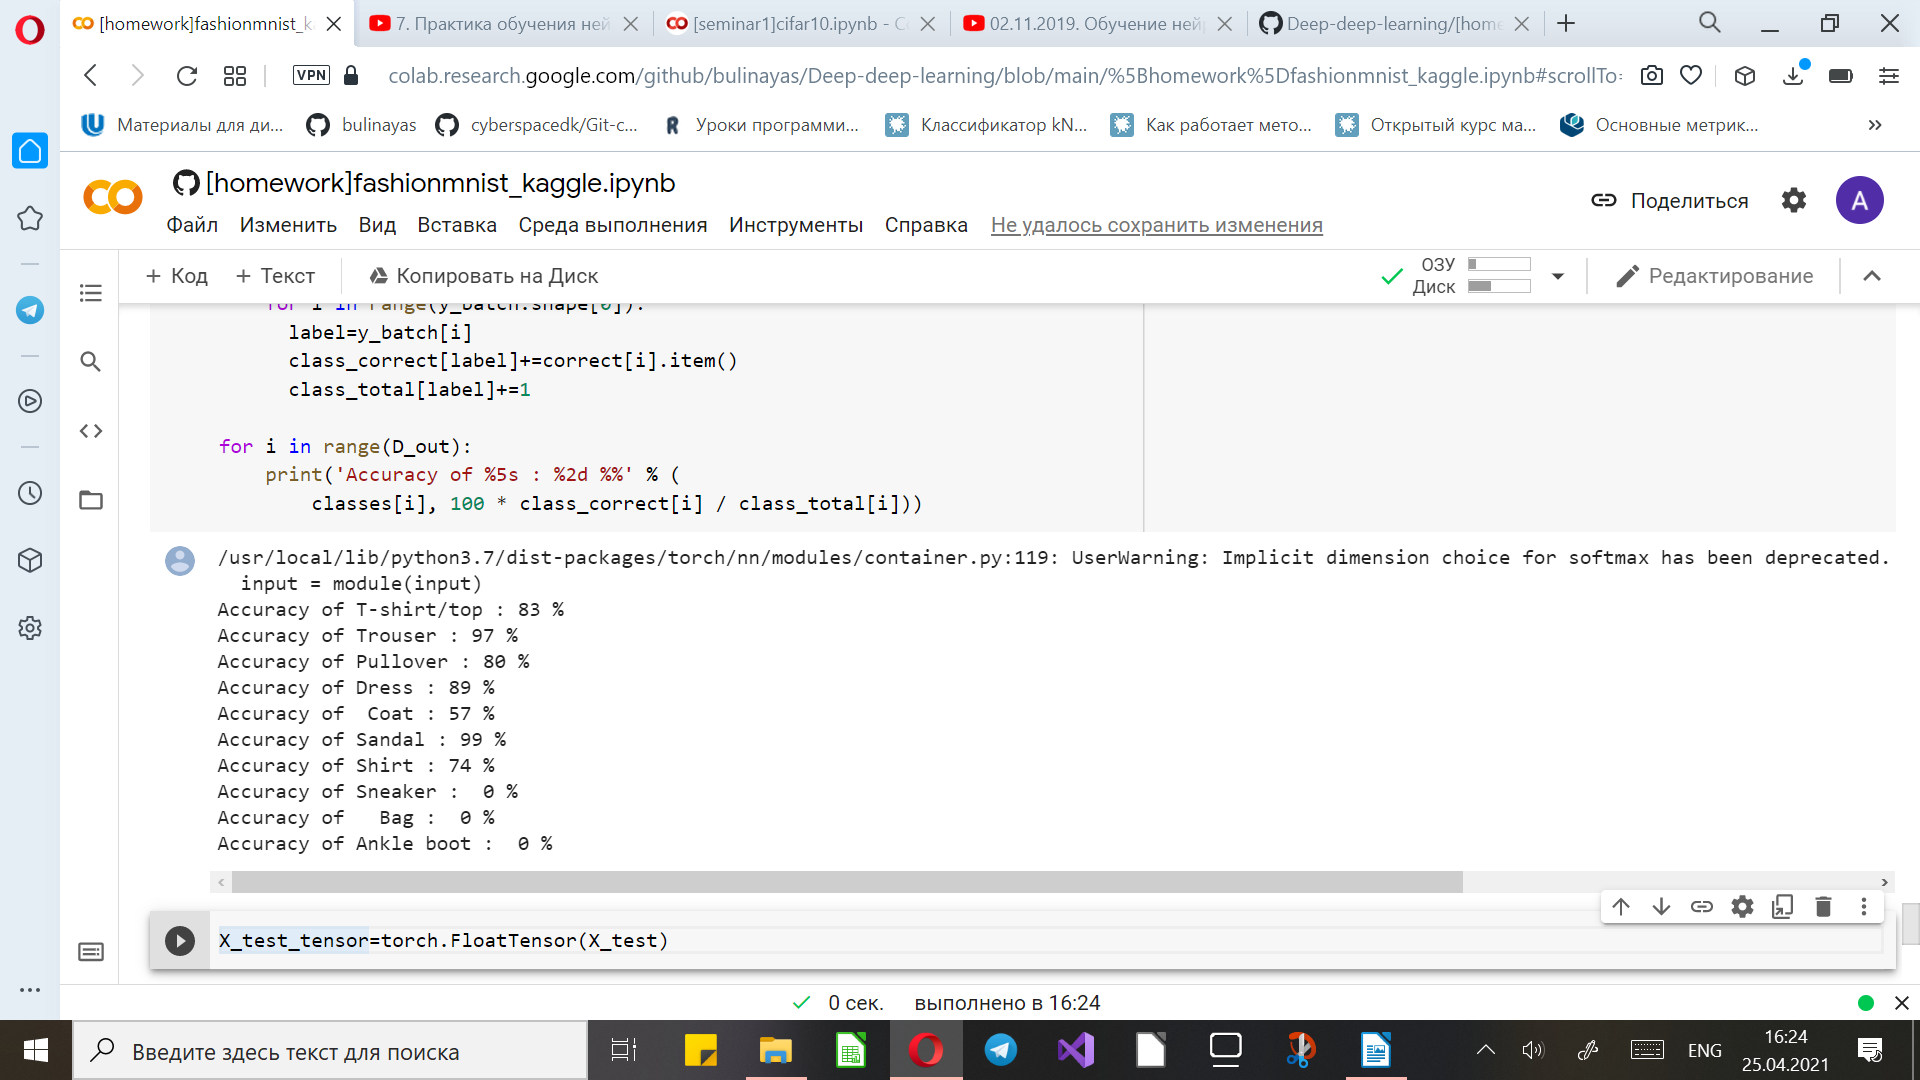 [homework]fashionmnist_k
7. Практика обучения ней
[seminar1]cifar10.ipynb - Co
02.11.2019. Обучение ней
Deep-deep-learning/[home
VPN
colab.research.google.com/github/bulinayas/Deep-deep-learning/blob/main/%5Bhomework%5Dfashionmnist_kaggle.ipynb#scrollTo=
Материалы для ди...
bulinayas
cyberspacedk/Git-c...
Уроки программи...
Классификатор kN...
Как работает мето...
Открытый курс ма...
Основные метрик...
[homework]fashionmnist_kaggle.ipynb
Поделиться
A
Файл Изменить Вид Вставка Среда выполнения Инструменты Справка Не удалось сохранить изменения
+ Код + Текст Копировать на Диск
ОЗУ
Диск
Редактирование
for i in range(y_batch.shape[0]):
label=y_batch[i]
class_correct[label]+=correct[i].item()
class_total[label]+=1
for i in range(D_out):
print('Accuracy of %5s : %2d %%' % (
classes[i], 100 * class_correct[i] / class_total[i]))
/usr/local/lib/python3.7/dist-packages/torch/nn/modules/container.py:119: UserWarning: Implicit dimension choice for softmax has been deprecated.
input = module(input)
Accuracy of T-shirt/top : 83 %
Accuracy of Trouser : 97 %
Accuracy of Pullover : 80 %
Accuracy of Dress : 89 %
Accuracy of  Coat : 57 %
Accuracy of Sandal : 99 %
Accuracy of Shirt : 74 %
Accuracy of Sneaker :  0 %
Accuracy of   Bag :  0 %
Accuracy of Ankle boot :  0 %
X_test_tensor=torch.FloatTensor(X_test)
0 сек. выполнено в 16:24
Введите здесь текст для поиска
ENG
16:24
25.04.2021